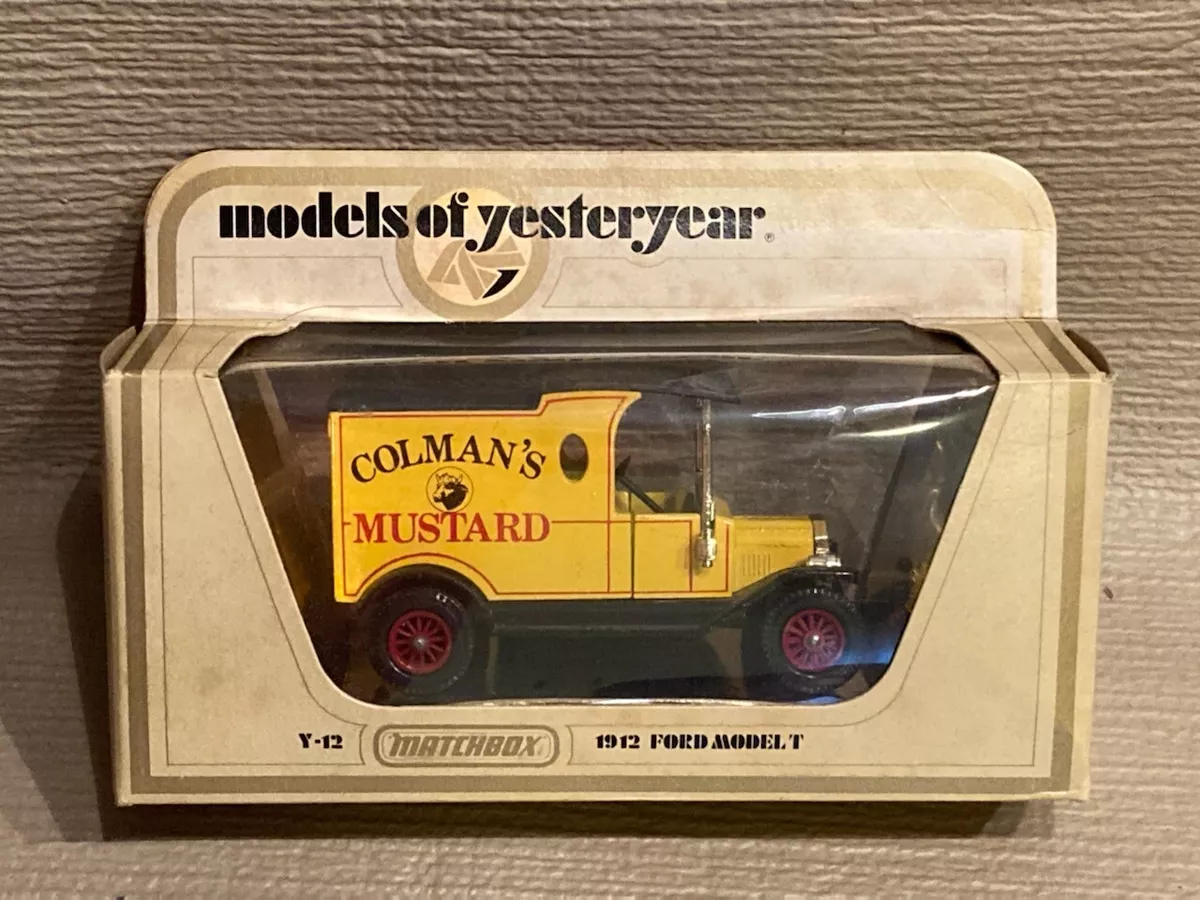 models of yesteryear®
COLMAN'S
MUSTARD
Y-12 MATCHBOX 1912 FORD MODEL T